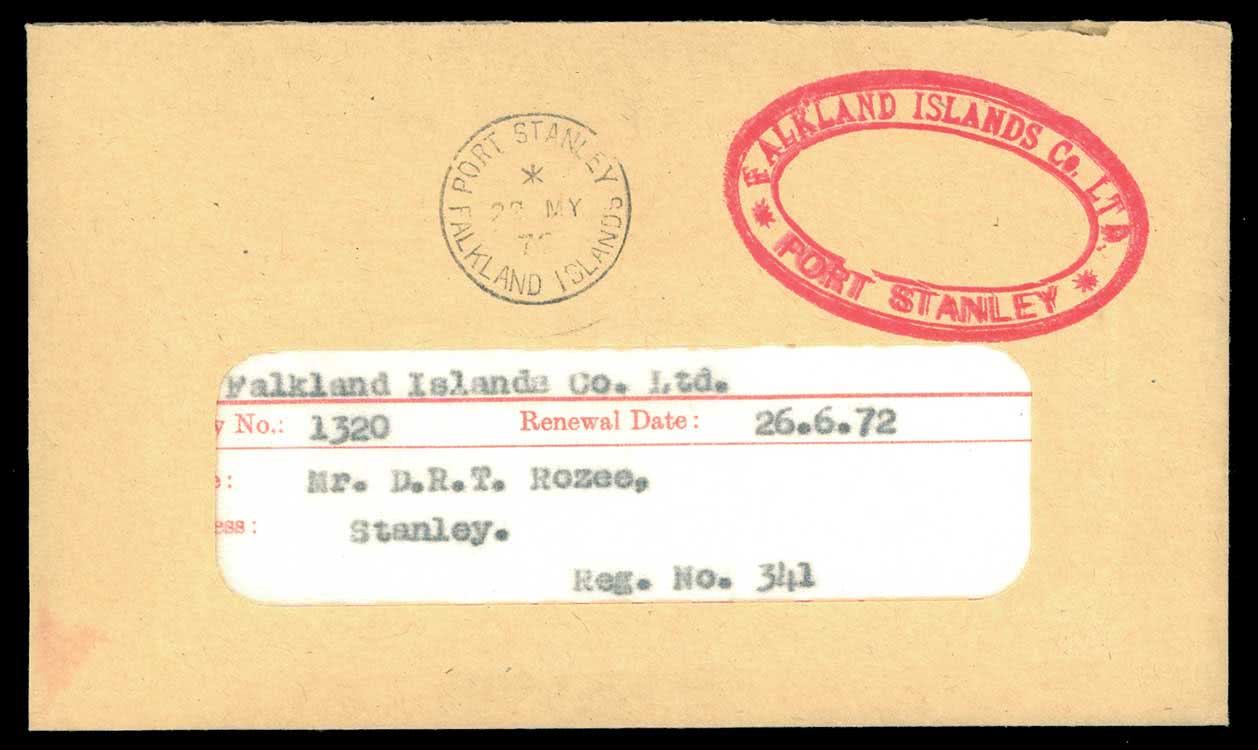 PORT STANLEY
MY
FALKLAND ISLANDS
FALKLAND ISLANDS Co. LTD.
PORT STANLEY
Falkland Islands Co. Ltd.
y No.: 1320 Renewal Date: 26.6.72
e: Mr. D.R.T. Rozee,
ess: Stanley.
Reg. No. 341